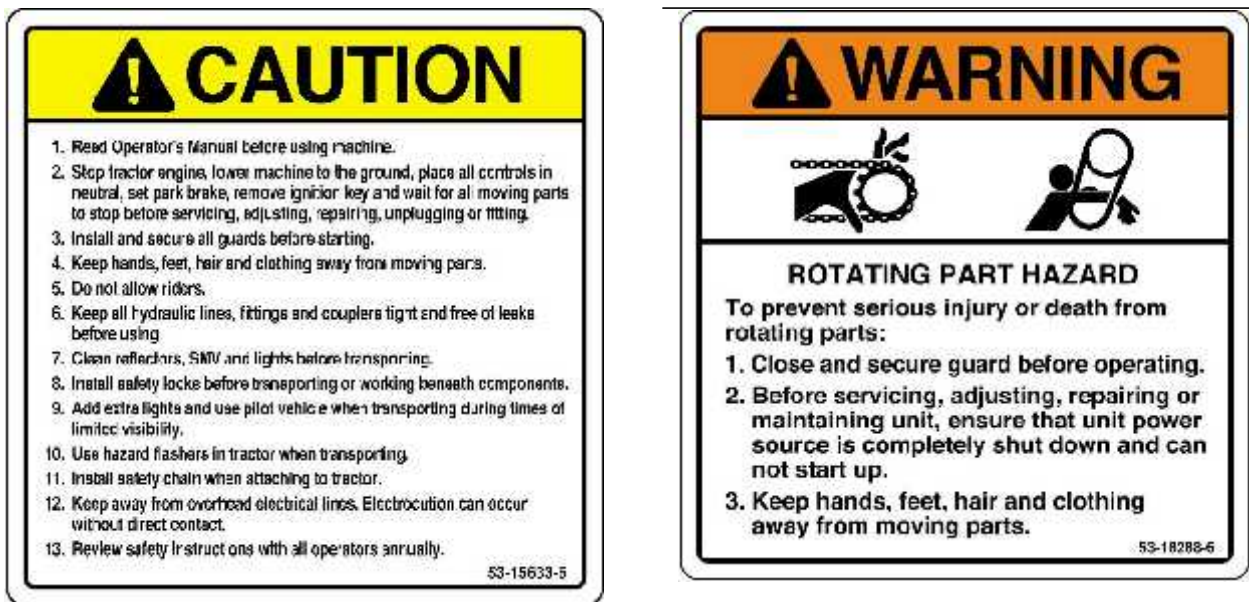 CAUTION
1. Read Operator's Manual before using machine.
2. Stop tractor engine, lower machine to the ground, place all controls in
neutral, set park brake, remove ignition key and wait for all moving parts
to stop before servicing, adjusting, repairing, unplugging or filling.
3. Install and secure all guards before starting.
4. Keep hands, feet, hair and clothing away from moving parts.
5. Do not allow riders.
6. Keep all hydraulic lines, fittings and couplers tight and free of leaks
before using
7. Clean reflectors, SMV and lights before transporting.
8. Install safety locks before transporting or working beneath components.
9. Add extra lights and use pilot vehicle when transporting during times of
limited visibility.
10. Use hazard flashers in tractor when transporting.
11. Install safety chain when attaching to tractor.
12. Keep away from overhead electrical lines. Electrocution can occur
without direct contact.
13. Review safety instructions with all operators annually.
53-15633-5
WARNING
ROTATING PART HAZARD
To prevent serious injury or death from
rotating parts:
1. Close and secure guard before operating.
2. Before servicing, adjusting, repairing or
maintaining unit, ensure that unit power
source is completely shut down and can
not start up.
3. Keep hands, feet, hair and clothing
away from moving parts.
53-18288-6